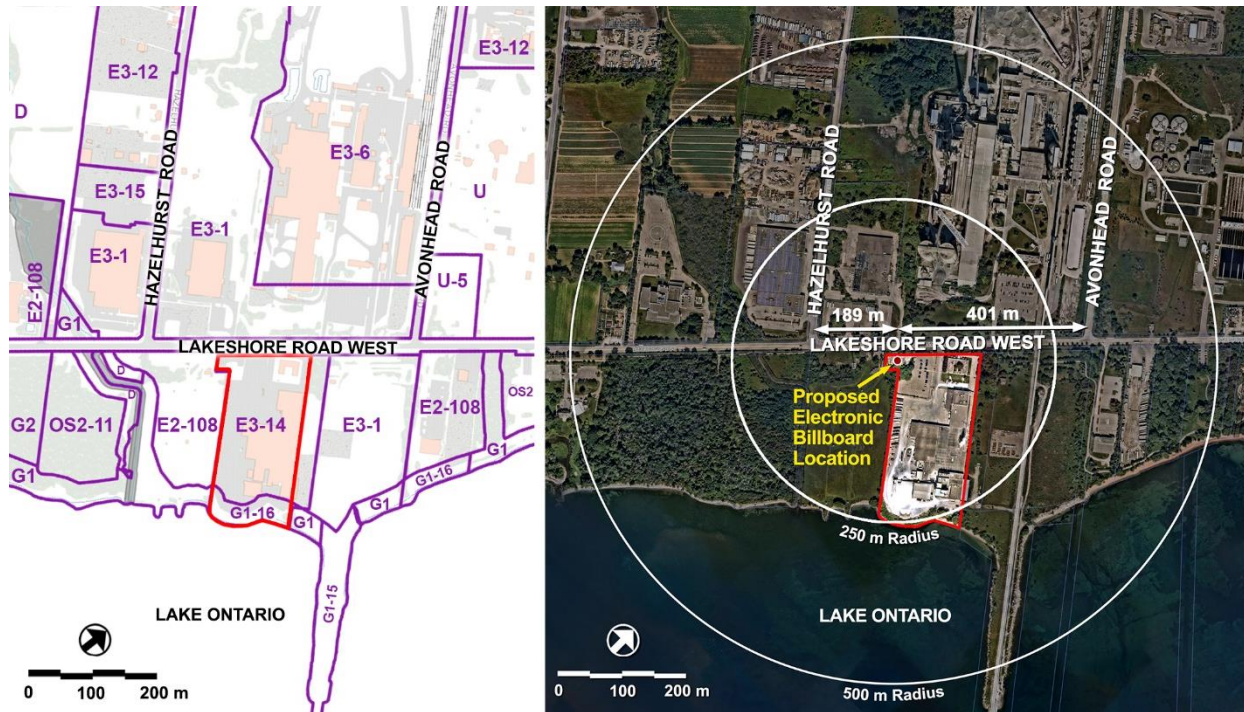 E3-12
E3-12
D
HAZELHURST ROAD
E3-6
AVONHEAD ROAD
E3-15
U
E3-1
E3-1
U-5
E2-108
G1
LAKESHORE ROAD WEST
D
D
G2
OS2-11
E2-108
E3-14
E3-1
E2-108
OS2
G1
G1-16
G1-16
G1
G1
G1-15
LAKE ONTARIO
0 100 200 m
HAZELHURST ROAD
AVONHEAD ROAD
189 m
401 m
LAKESHORE ROAD WEST
Proposed
Electronic
Billboard
Location
250 m Radius
LAKE ONTARIO
500 m Radius
0 100 200 m